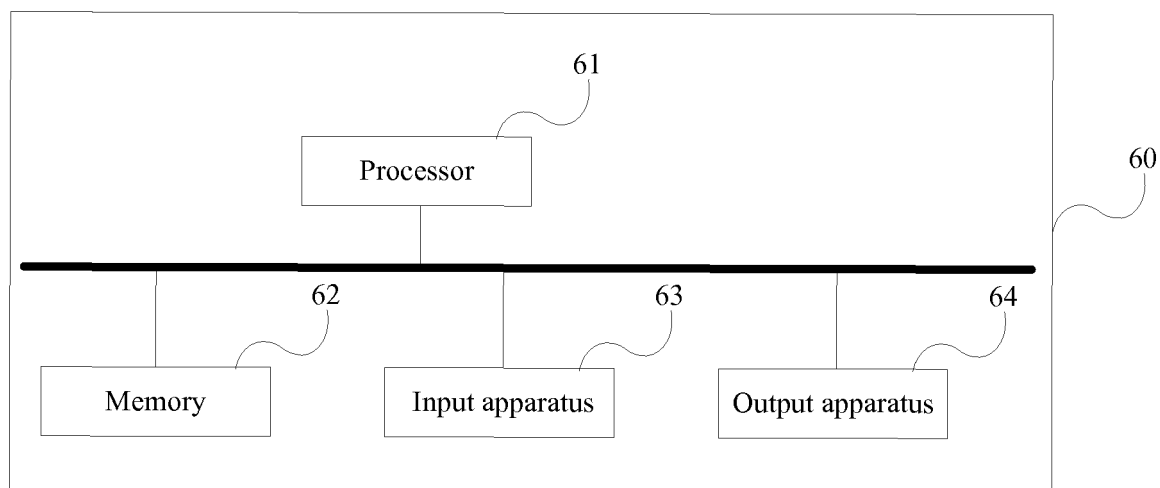 61
Processor
60
62
63
64
Memory
Input apparatus
Output apparatus